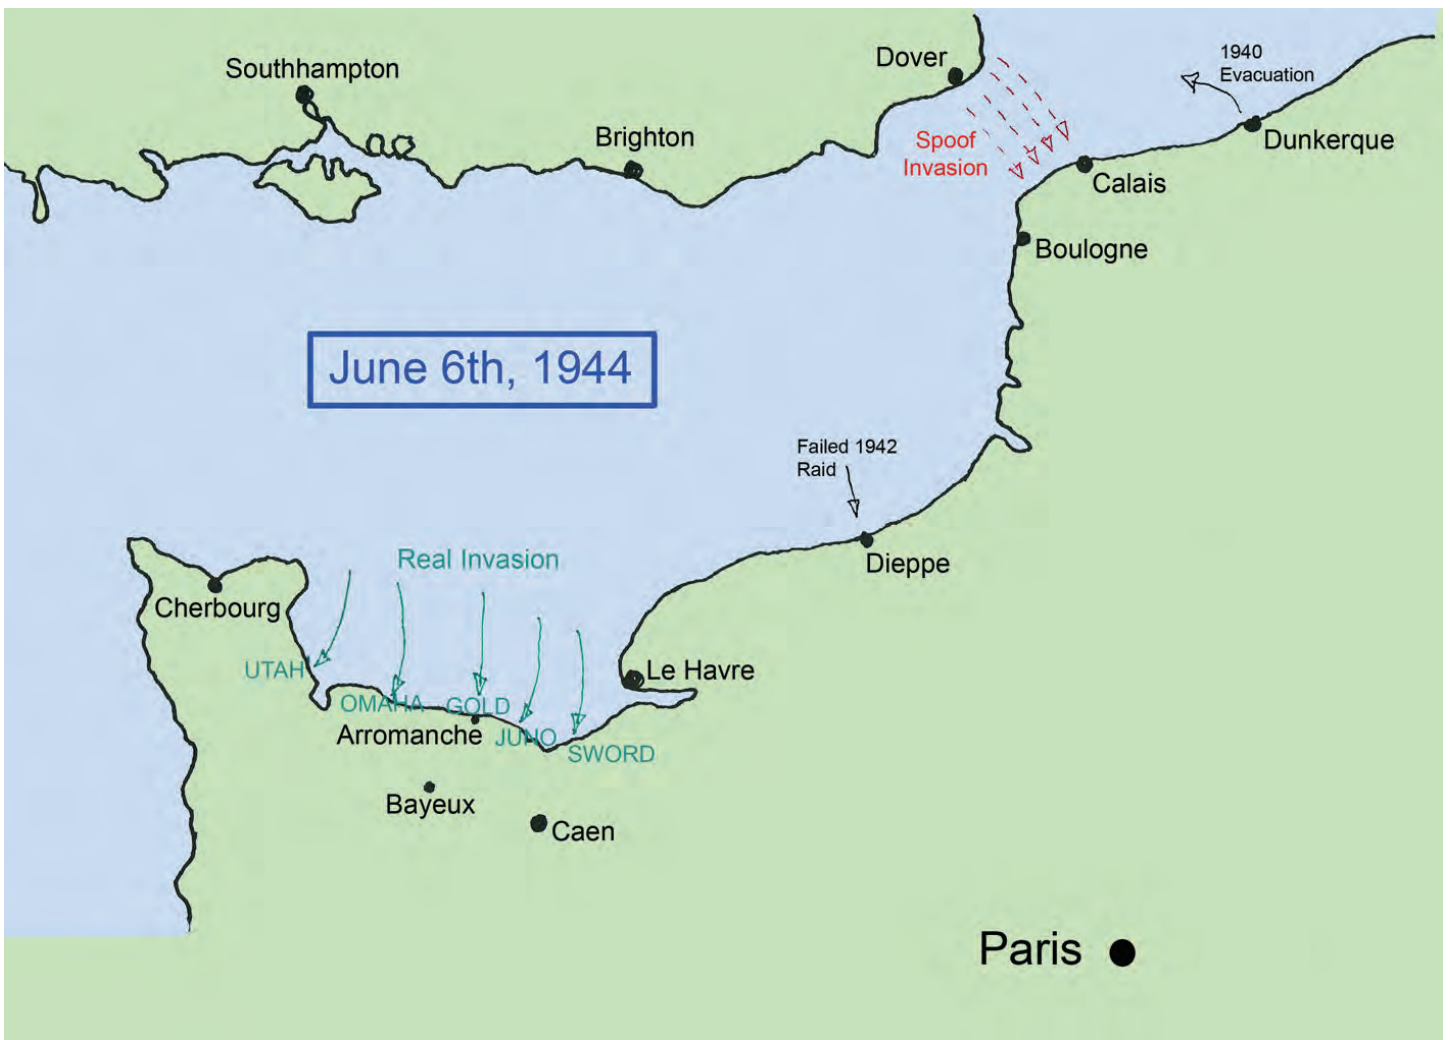 Southhampton
Dover
1940
Evacuation
Brighton
Spoof
Invasion
Dunkerque
Calais
Boulogne
June 6th, 1944
Failed 1942
Raid
Real Invasion
Dieppe
Cherbourg
UTAH
Le Havre
OMAHA
GOLD
Arromanche
JUNO
SWORD
Bayeux
Caen
Paris